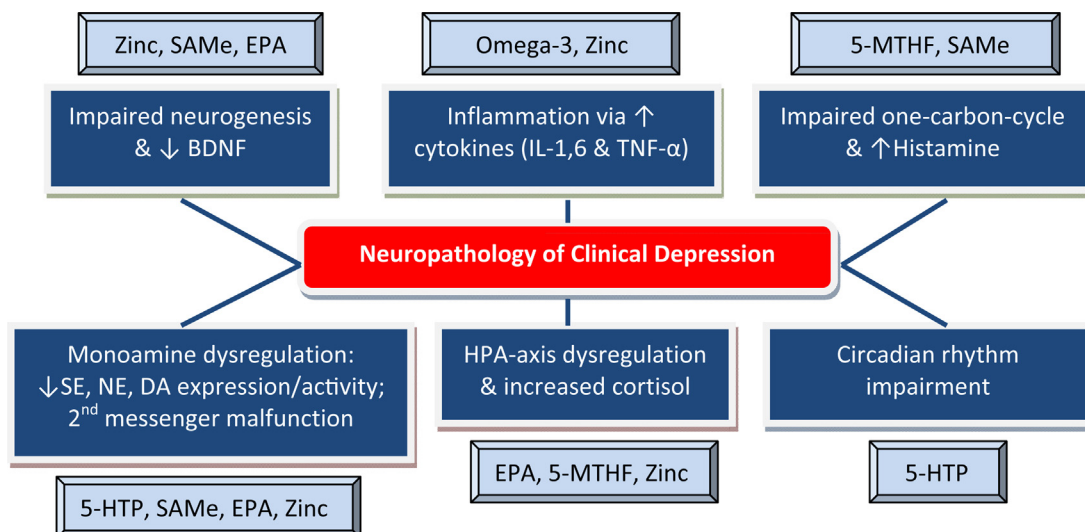 Zinc, SAMe, EPA
Omega-3, Zinc
5-MTHF, SAMe
Impaired neurogenesis
& ↓ BDNF
Inflammation via ↑
cytokines (IL-1,6 & TNF-α)
Impaired one-carbon-cycle
& ↑Histamine
Neuropathology of Clinical Depression
Monoamine dysregulation:
↓SE, NE, DA expression/activity;
2nd messenger malfunction
HPA-axis dysregulation
& increased cortisol
Circadian rhythm
impairment
5-HTP, SAMe, EPA, Zinc
EPA, 5-MTHF, Zinc
5-HTP